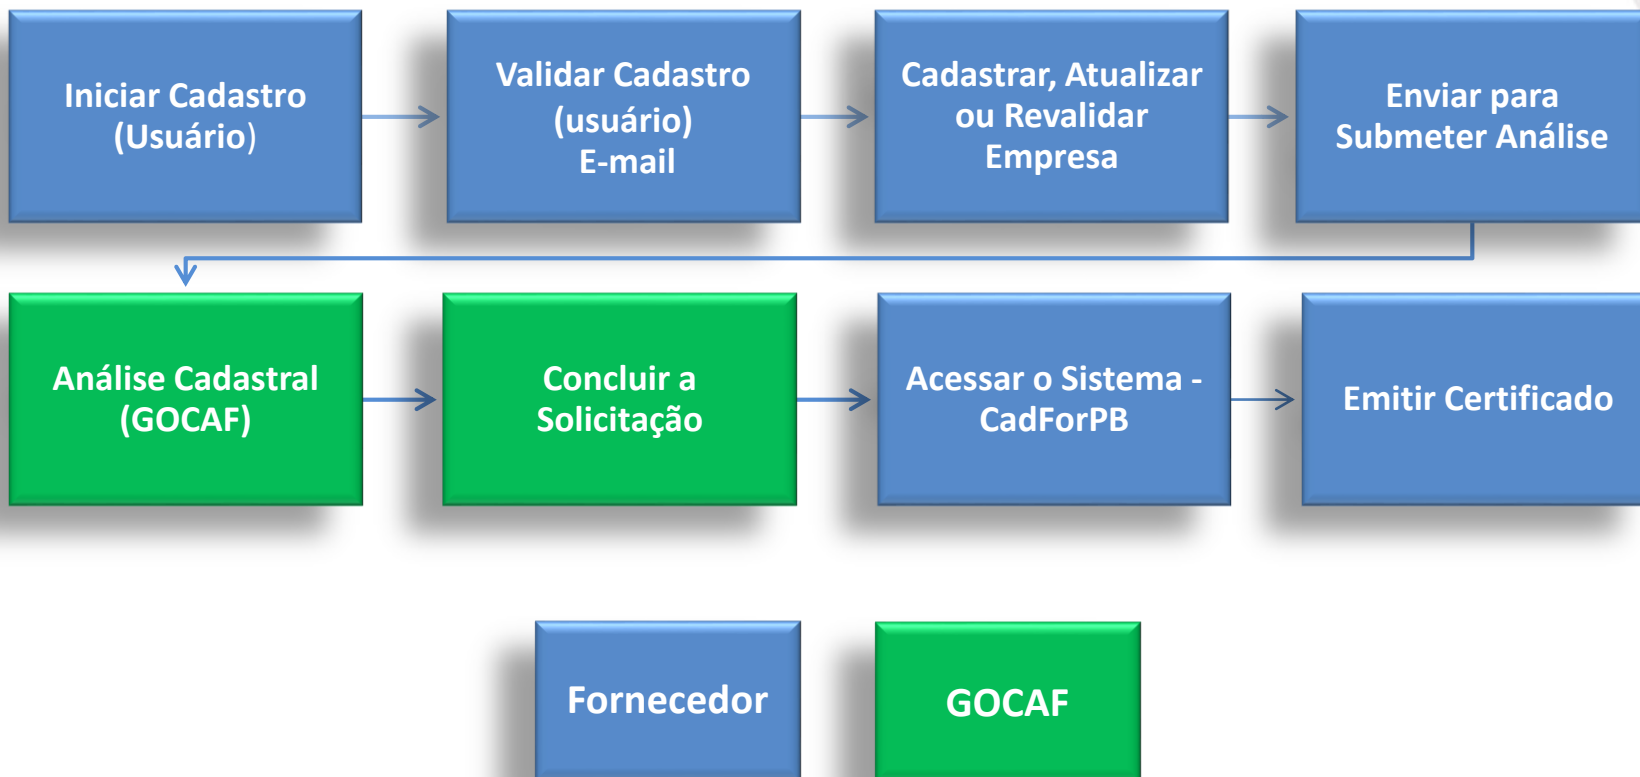 Iniciar Cadastro
(Usuário)
Validar Cadastro
(usuário)
E-mail
Cadastrar, Atualizar
ou Revalidar
Empresa
Enviar para
Submeter Análise
Análise Cadastral
(GOCAF)
Concluir a
Solicitação
Acessar o Sistema -
CadForPB
Emitir Certificado
Fornecedor
GOCAF